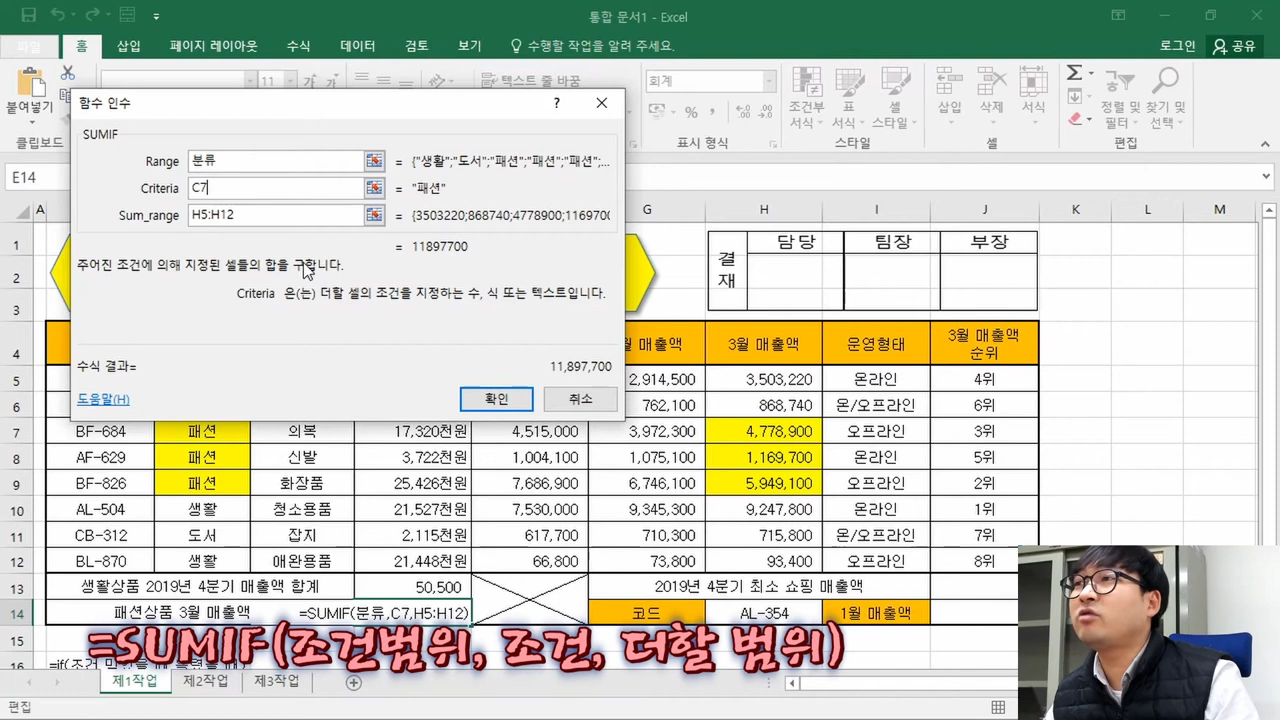 통합 문서1 - Excel
파일 홈 삽입 페이지 레이아웃 수식 데이터 검토 보기 수행할 작업을 알려 주세요. 로그인 공유
붙여넣기 11 가 가 텍스트 줄 바꿈 회계 조건부 서식 표 서식 셀 스타일 삽입 삭제 서식 정렬 및 필터 찾기 및 선택
클립보드 표시 형식 스타일 셀 편집
E14
함수 인수 ?
SUMIF
Range 분류 = {"생활";"도서";"패션";"패션";"패션";...
Criteria C7 = "패션"
Sum_range H5:H12 = {3503220;868740;4778900;1169700
= 11897700
주어진 조건에 의해 지정된 셀들의 합을 구합니다.
Criteria 은(는) 더할 셀의 조건을 지정하는 수, 식 또는 텍스트입니다.
수식 결과= 11,897,700
도움말(H) 확인 취소
A G H I J K L M
1 결재 담당 팀장 부장
2
3
4 매출액 3월 매출액 운영형태 3월 매출액 순위
5 2,914,500 3,503,220 온라인 4위
6 762,100 868,740 온/오프라인 6위
7 BF-684 패션 의복 17,320천원 4,515,000 3,972,300 4,778,900 오프라인 3위
8 AF-629 패션 신발 3,722천원 1,004,100 1,075,100 1,169,700 온라인 5위
9 BF-826 패션 화장품 25,426천원 7,686,900 6,746,100 5,949,100 오프라인 2위
10 AL-504 생활 청소용품 21,527천원 7,530,000 9,345,300 9,247,800 온라인 1위
11 CB-312 도서 잡지 2,115천원 617,700 710,300 715,800 온/오프라인 7위
12 BL-870 생활 애완용품 21,448천원 66,800 73,800 93,400 오프라인 8위
13 생활상품 2019년 4분기 매출액 합계 50,500 2019년 4분기 최소 쇼핑 매출액
14 패션상품 3월 매출액 =SUMIF(분류,C7,H5:H12) 코드 AL-354 1월 매출액
15
=SUMIF(조건범위, 조건, 더할 범위)
16
제1작업 제2작업 제3작업
편집